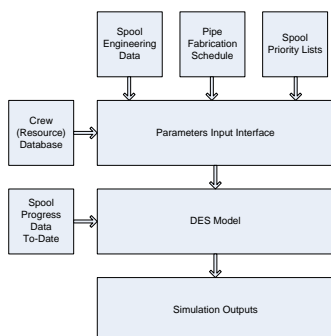 Spool
Engineering
Data
Pipe
Fabrication
Schedule
Spool
Priority Lists
Crew
(Resource)
Database
Parameters Input Interface
Spool
Progress
Data
To-Date
DES Model
Simulation Outputs